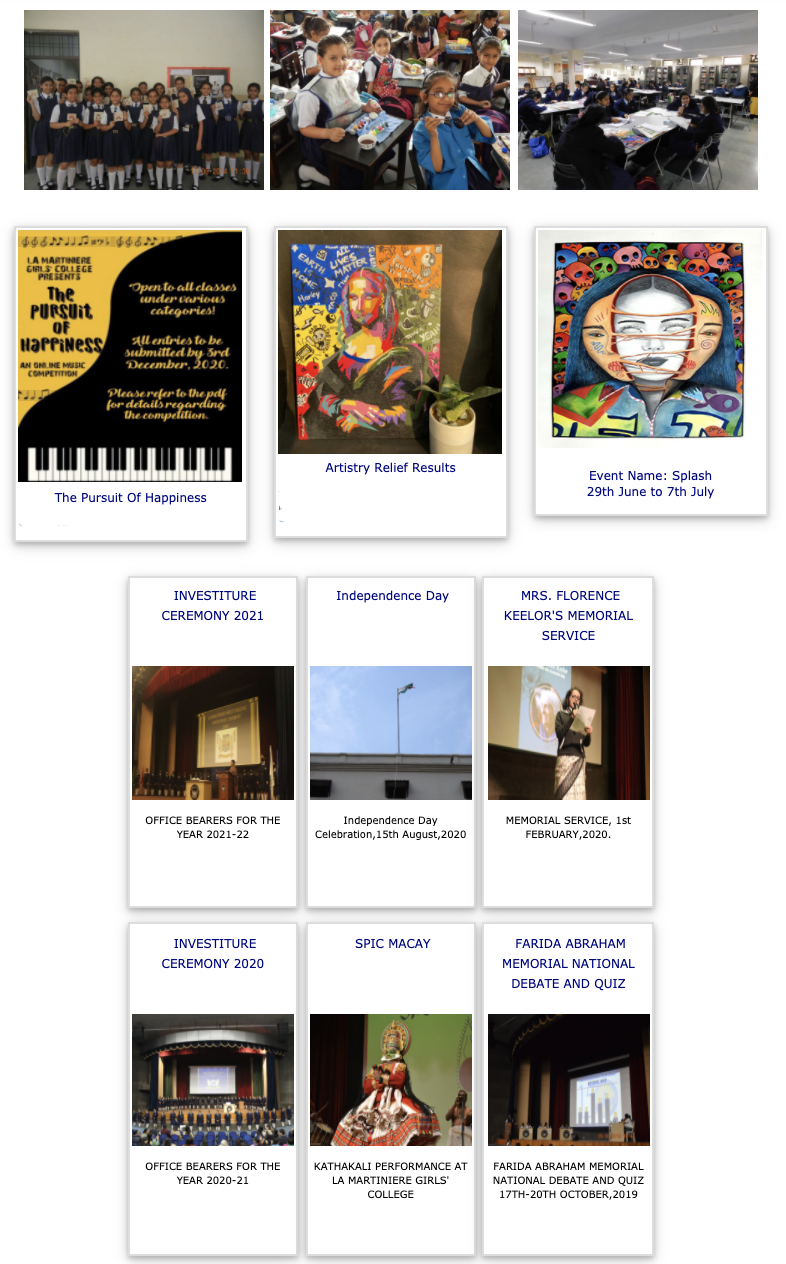 LA MARTINIERE
GIRLS' COLLEGE
PRESENTS
The
PURSUIT
OF
HAPPINESS
AN ONLINE MUSIC
COMPETITION
Open to all classes
under various
categories!
All entries to be
submitted by 3rd
December, 2020.
Please refer to the pdf
for details regarding
the competition.
The Pursuit Of Happiness
ALL
LIVES
MATTER
EARTH
IS
HOME
Artistry Relief Results
Event Name: Splash
29th June to 7th July
INVESTITURE
CEREMONY 2021
OFFICE BEARERS FOR THE
YEAR 2021-22
Independence Day
Independence Day
Celebration,15th August,2020
MRS. FLORENCE
KEELOR'S MEMORIAL
SERVICE
MEMORIAL SERVICE, 1st
FEBRUARY,2020.
INVESTITURE
CEREMONY 2020
OFFICE BEARERS FOR THE
YEAR 2020-21
SPIC MACAY
KATHAKALI PERFORMANCE AT
LA MARTINIERE GIRLS'
COLLEGE
FARIDA ABRAHAM
MEMORIAL NATIONAL
DEBATE AND QUIZ
FARIDA ABRAHAM MEMORIAL
NATIONAL DEBATE AND QUIZ
17TH-20TH OCTOBER,2019